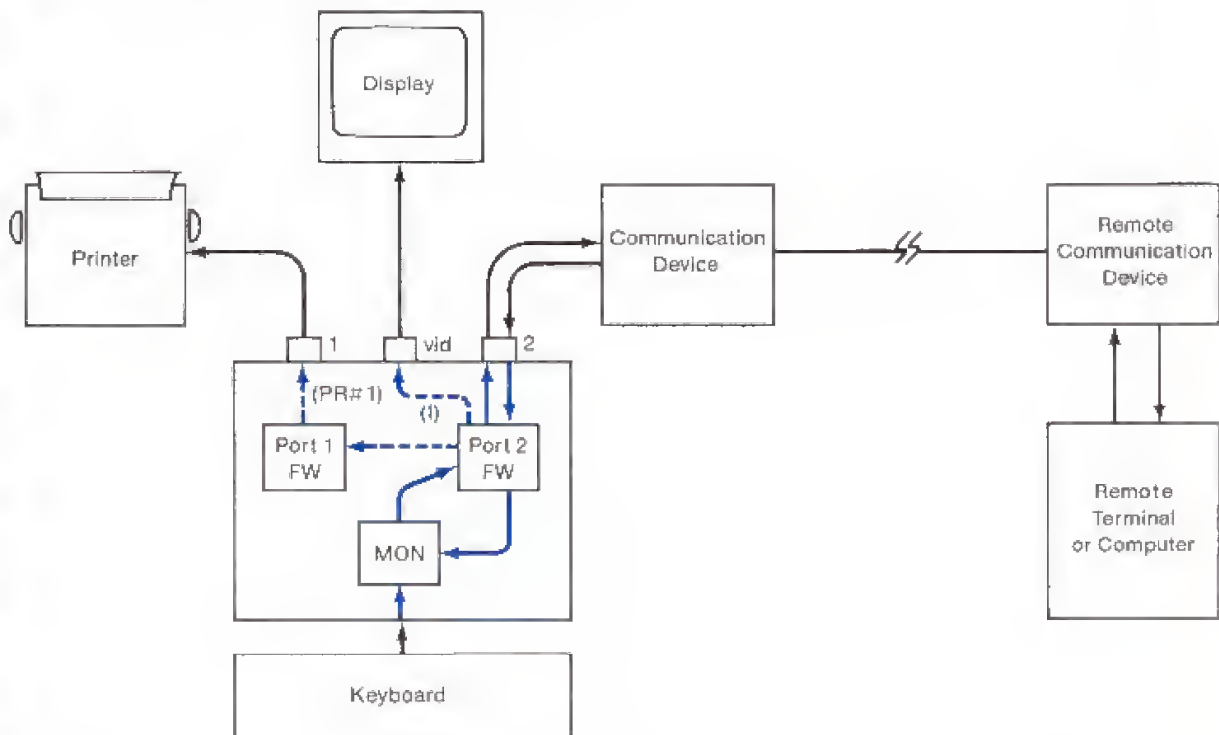 Display
Printer
Communication
Device
Remote
Communication
Device
1
vid
2
(PR#1)
(I)
Port 1
FW
Port 2
FW
MON
Remote
Terminal
or Computer
Keyboard